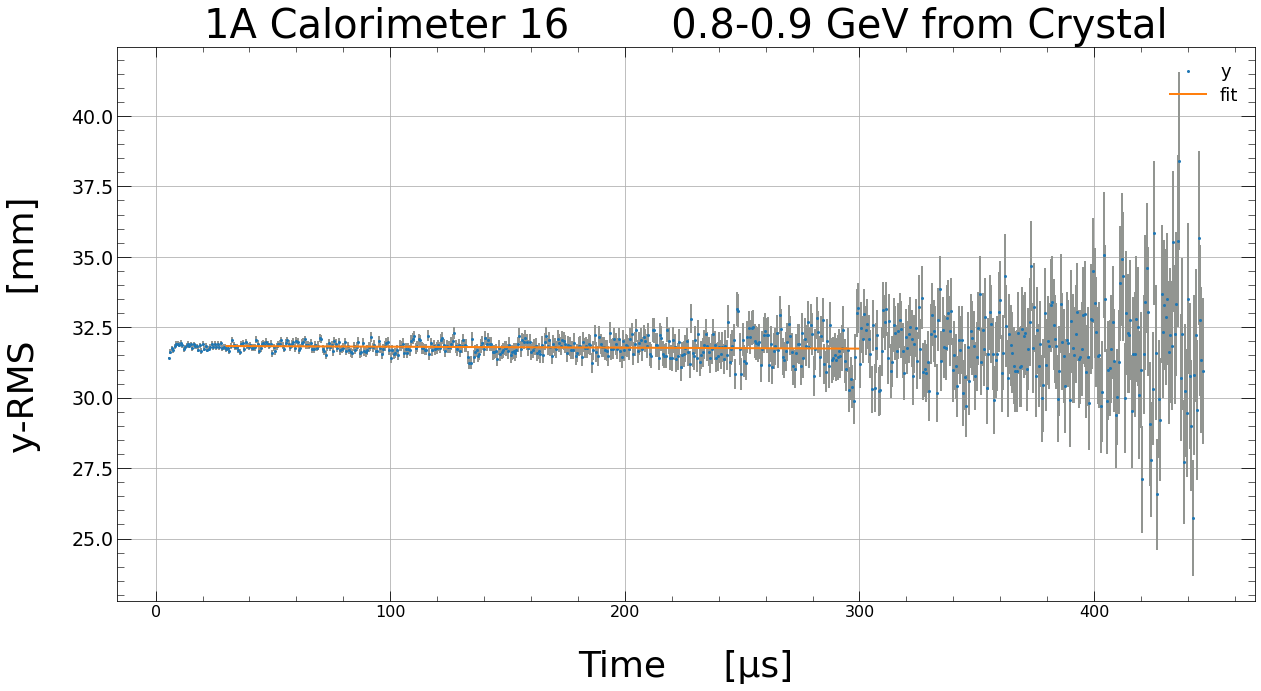 1A Calorimeter 16 0.8-0.9 GeV from Crystal
y
fit
y-RMS [mm]
40.0
37.5
35.0
32.5
30.0
27.5
25.0
0 100 200 300 400
Time [μs]